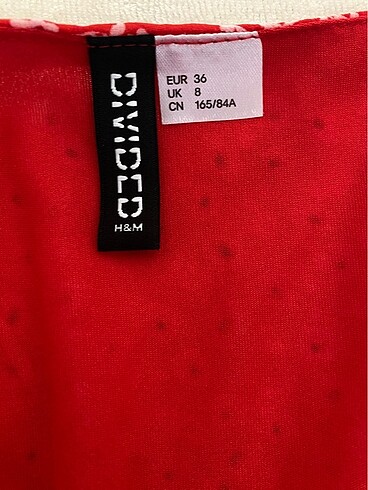 DIVIDED
H&M
EUR 36
UK 8
CN 165/84A